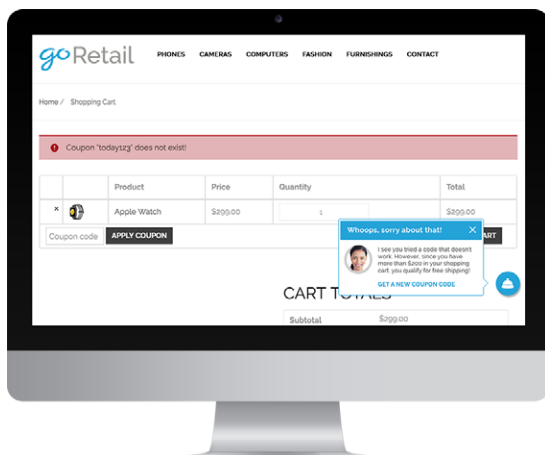 goRetail
PHONES CAMERAS COMPUTERS FASHION FURNISHINGS CONTACT
Home / Shopping Cart
Coupon "today123" does not exist!
Product Price Quantity Total
× Apple Watch $299.00 1 $299.00
Coupon code APPLY COUPON ART
Whoops, sorry about that! ×
I see you tried a code that doesn't
work. However, since you have
more than $200 in your shopping
cart, you qualify for free shipping!
GET A NEW COUPON CODE
CART TOTALS
Subtotal $299.00